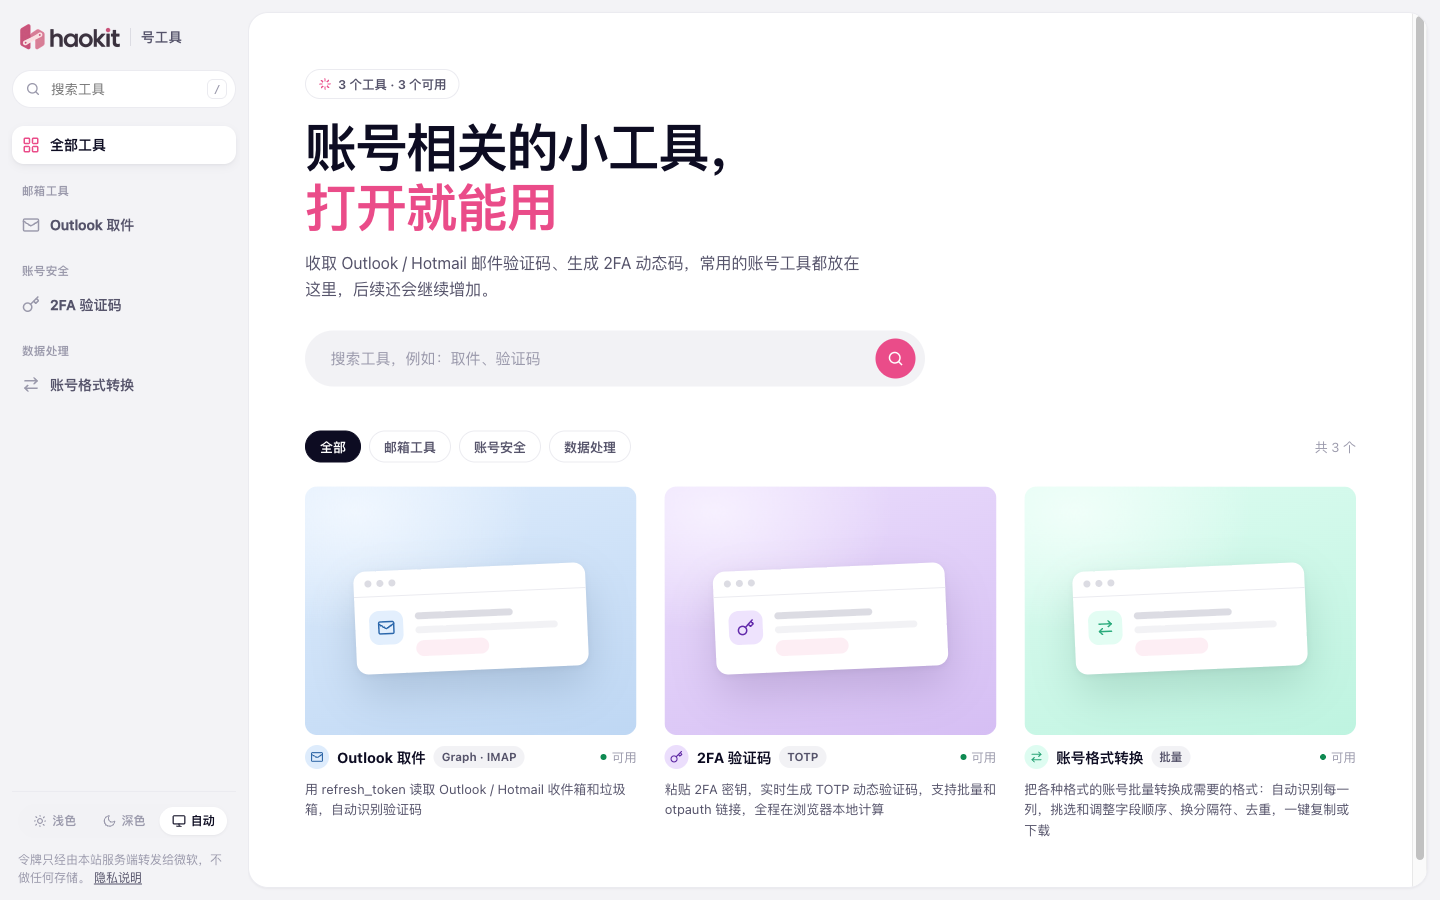 haokit 号工具
搜索工具 /
全部工具
邮箱工具
Outlook 取件
账号安全
2FA 验证码
数据处理
账号格式转换
浅色 深色 自动
令牌只经由本站服务端转发给微软，不
做任何存储。 隐私说明
3 个工具 · 3 个可用
账号相关的小工具，
打开就能用
收取 Outlook / Hotmail 邮件验证码、生成 2FA 动态码，常用的账号工具都放在
这里，后续还会继续增加。
搜索工具，例如：取件、验证码
全部 邮箱工具 账号安全 数据处理 共 3 个
Outlook 取件 Graph · IMAP 可用
用 refresh_token 读取 Outlook / Hotmail 收件箱和垃圾
箱，自动识别验证码
2FA 验证码 TOTP 可用
粘贴 2FA 密钥，实时生成 TOTP 动态验证码，支持批量和
otpauth 链接，全程在浏览器本地计算
账号格式转换 批量 可用
把各种格式的账号批量转换成需要的格式：自动识别每一
列，挑选和调整字段顺序、换分隔符、去重，一键复制或
下载